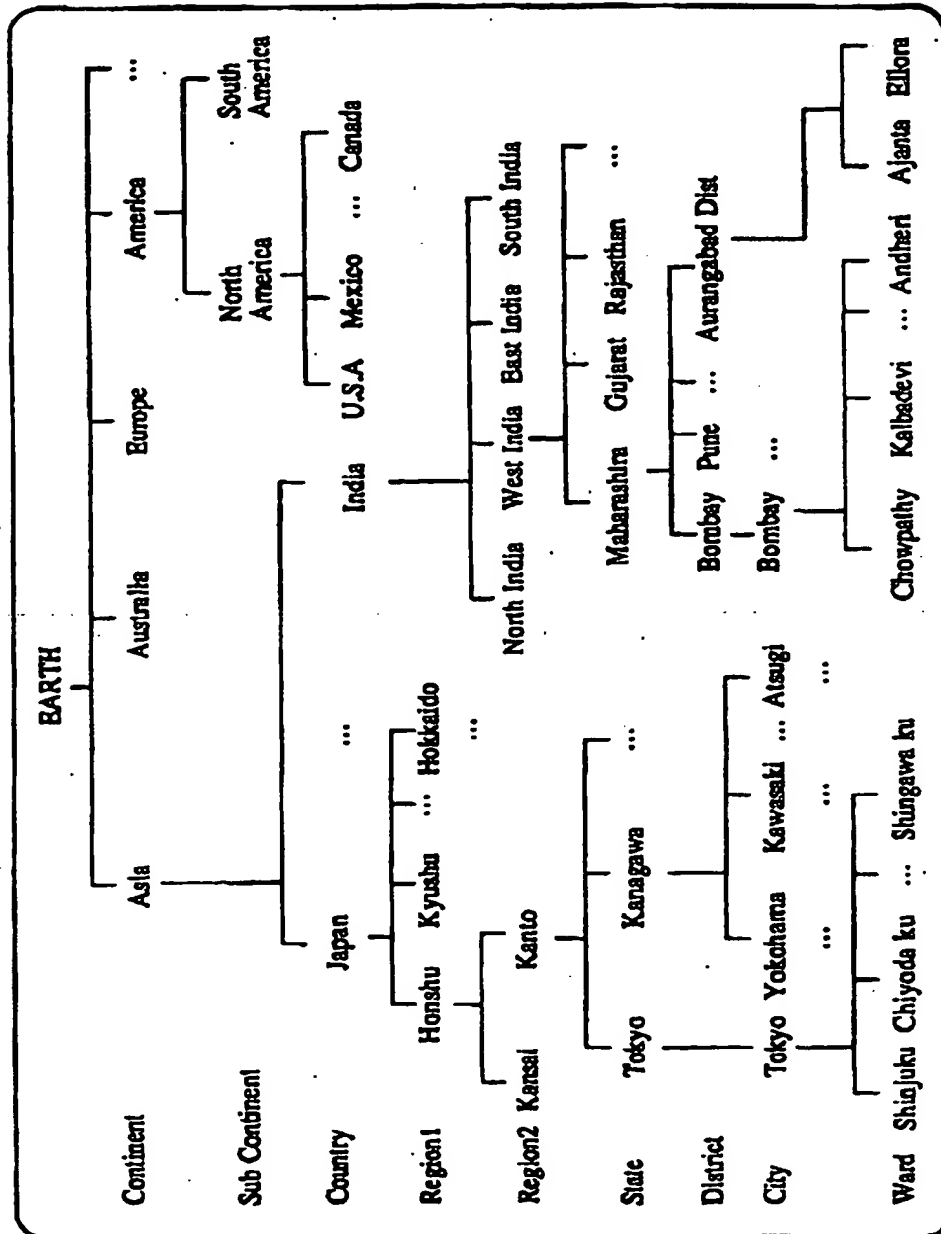 EARTH
Continent Asia Australia Europe America ...
Sub Continent North America South America
Country Japan ... India U.S.A Mexico ... Canada
Region1 Honshu Kyushu ... Hokkaido
...
Region2 Kansai Kanto North India West India East India South India
State Tokyo Kanagawa ... Maharashtra Gujarat Rajasthan ...
District Bombay Pune ... Aurangabad Dist
City Tokyo Yokohama Kawasaki ... Atsugi Bombay ...
... ... ...
Ward Shinjuku Chiyoda ku ... Shingawa ku Chowpathy Kalbadevi ... Andheri Ajanta Ellora